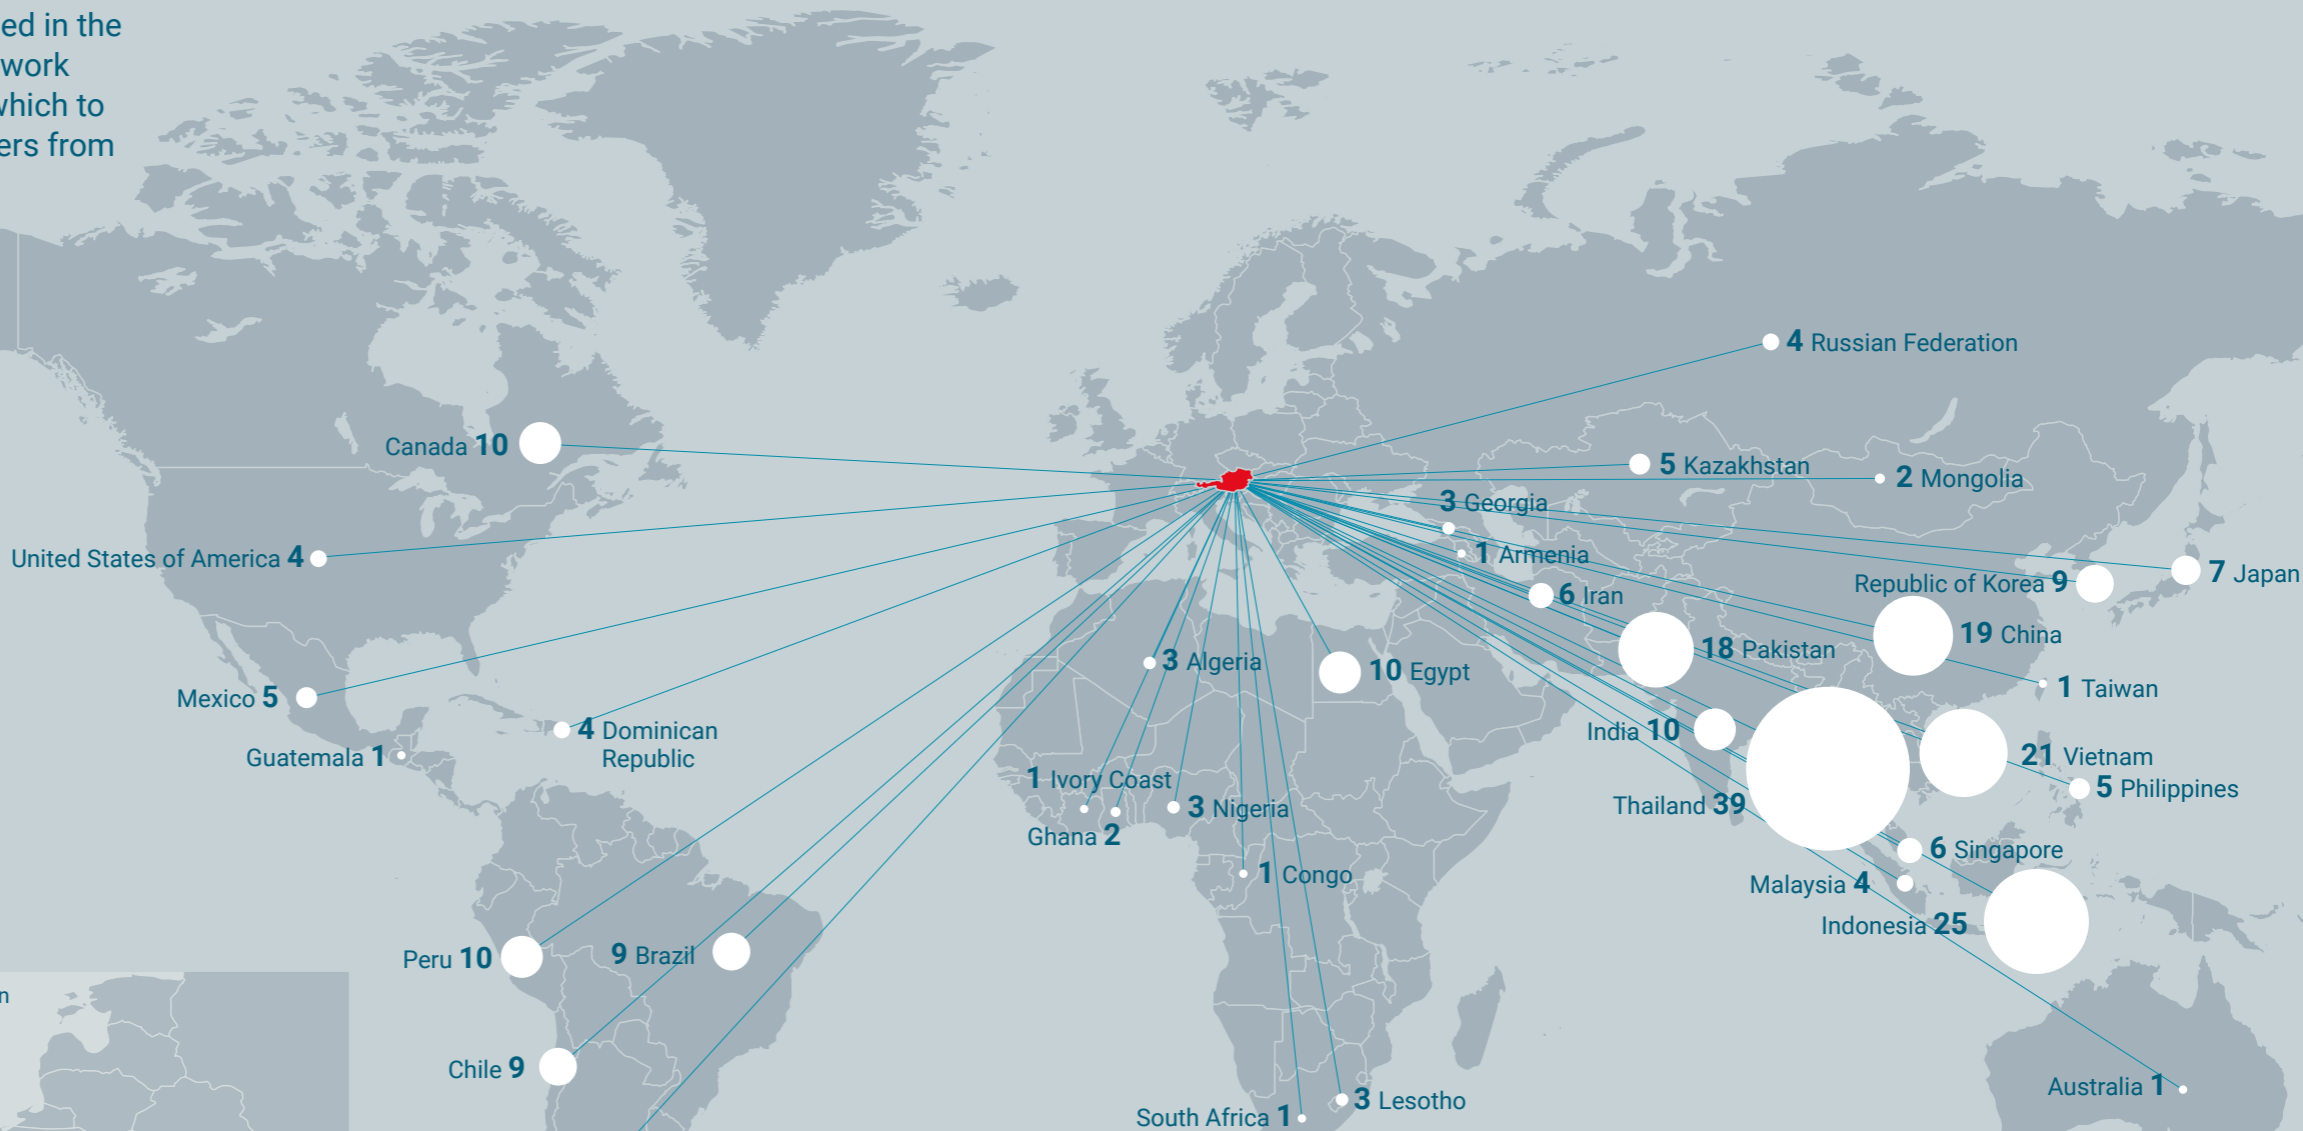 ed in the
work
which to
ers from
4 Russian Federation
Canada 10
5 Kazakhstan
2 Mongolia
3 Georgia
United States of America 4
1 Armenia
7 Japan
Republic of Korea 9
6 Iran
19 China
18 Pakistan
3 Algeria
10 Egypt
1 Taiwan
Mexico 5
4 Dominican
Republic
India 10
Guatemala 1
21 Vietnam
1 Ivory Coast
5 Philippines
Thailand 39
3 Nigeria
Ghana 2
6 Singapore
1 Congo
Malaysia 4
Indonesia 25
Peru 10
9 Brazil
n
Chile 9
Australia 1
3 Lesotho
South Africa 1